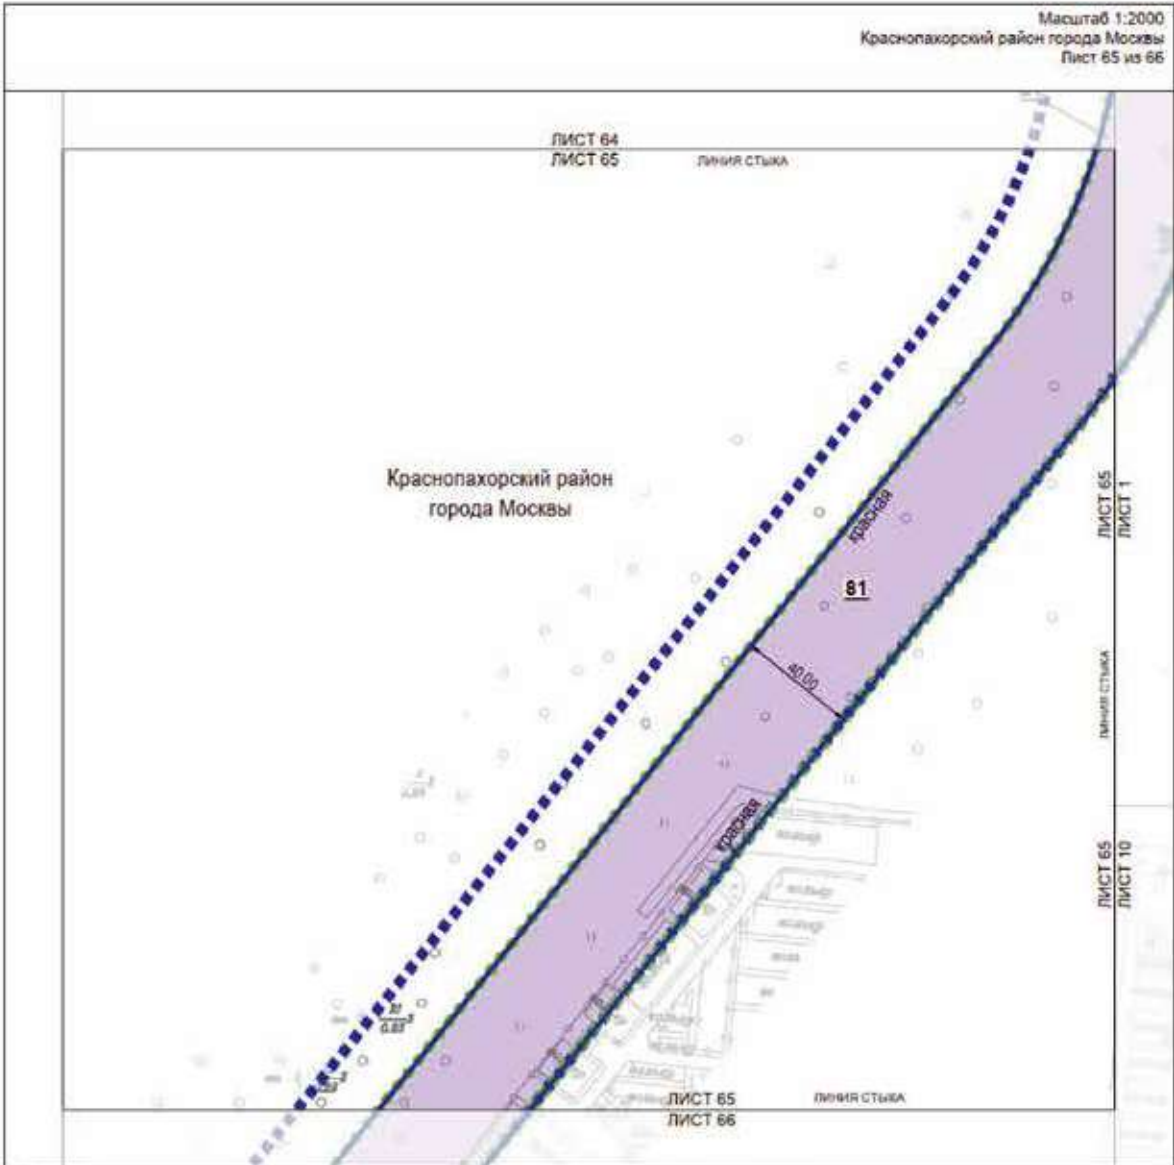 Масштаб 1:2000
Краснопахорский район города Москвы
Лист 65 из 66
ЛИСТ 64
ЛИСТ 65
ЛИНИЯ СТЫКА
Краснопахорский район
города Москвы
красная
81
40.00
ЛИСТ 65
ЛИСТ 1
ЛИНИЯ СТЫКА
красная
ЛИСТ 65
ЛИСТ 10
ЛИСТ 65
ЛИСТ 66
ЛИНИЯ СТЫКА